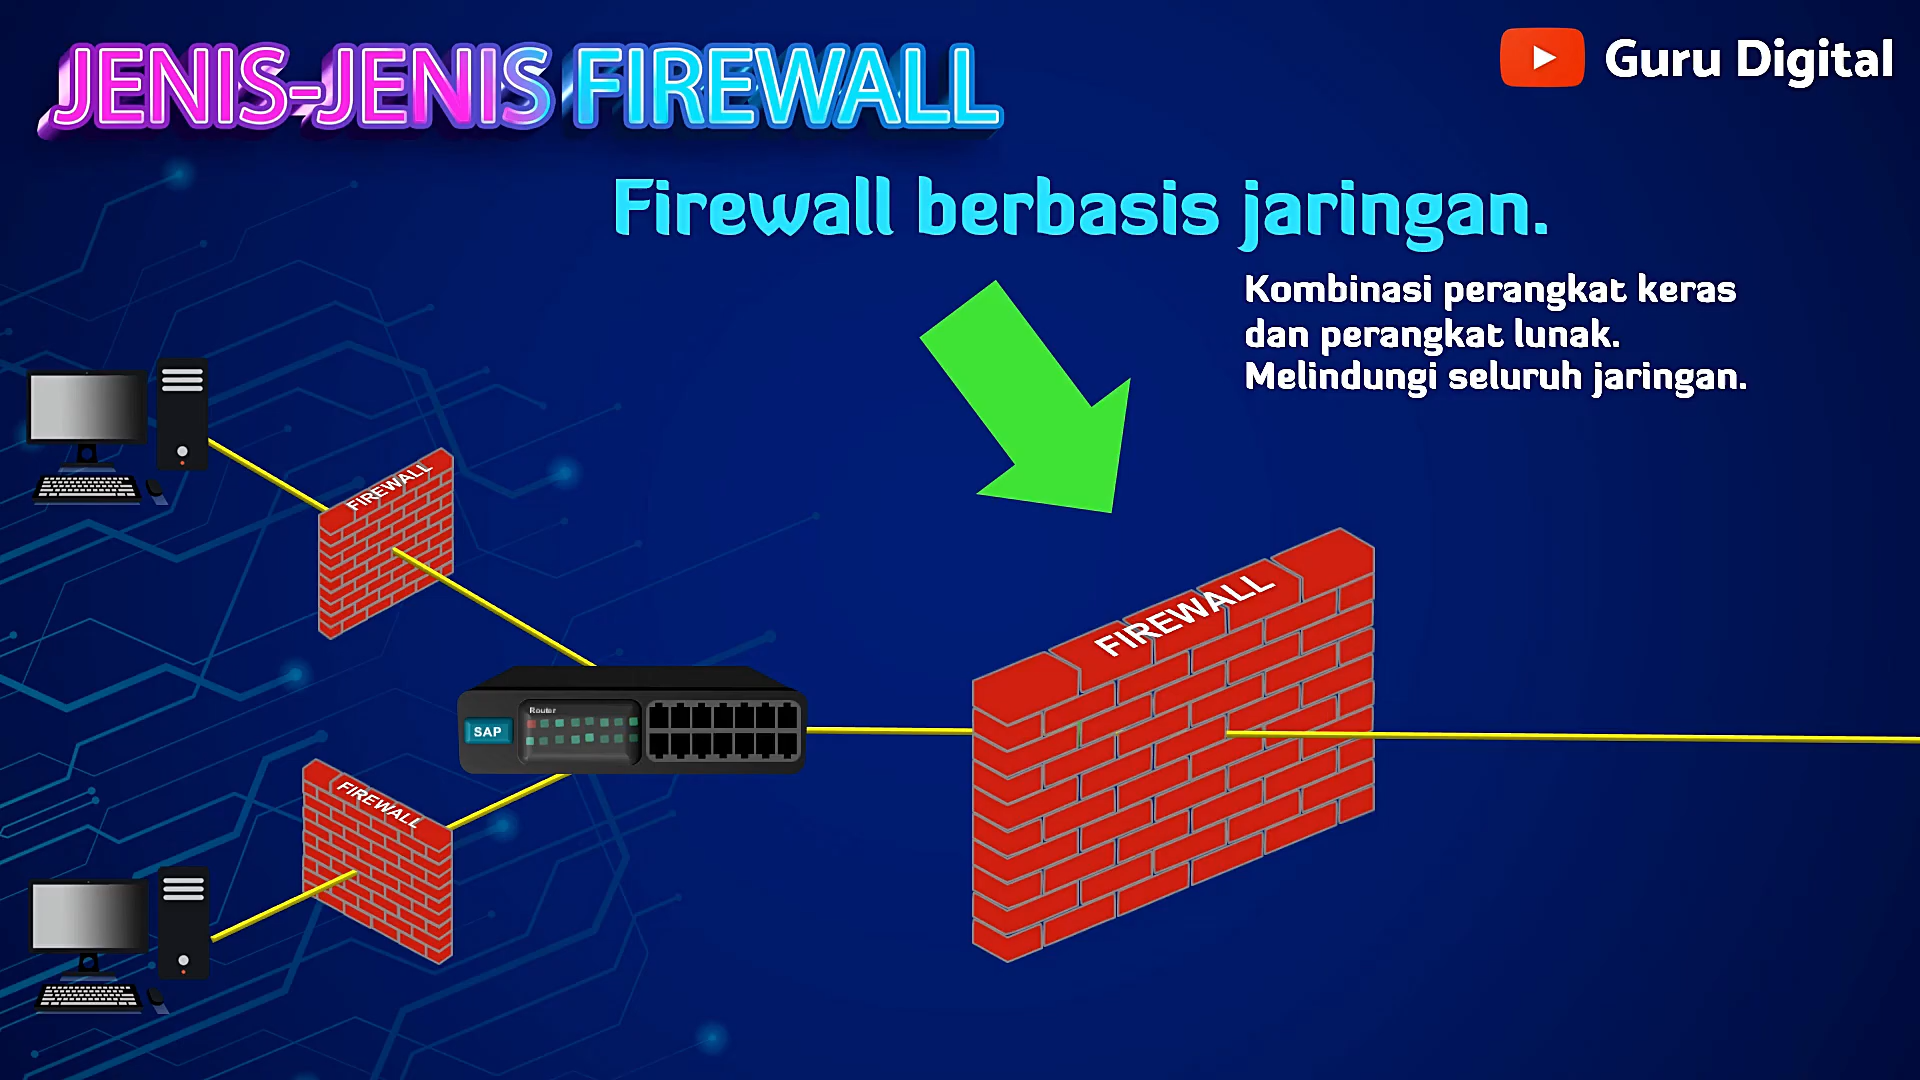 JENIS-JENIS FIREWALL
Guru Digital
Firewall berbasis jaringan.
Kombinasi perangkat keras
dan perangkat lunak.
Melindungi seluruh jaringan.
FIREWALL
FIREWALL
Router
SAP
FIREWALL